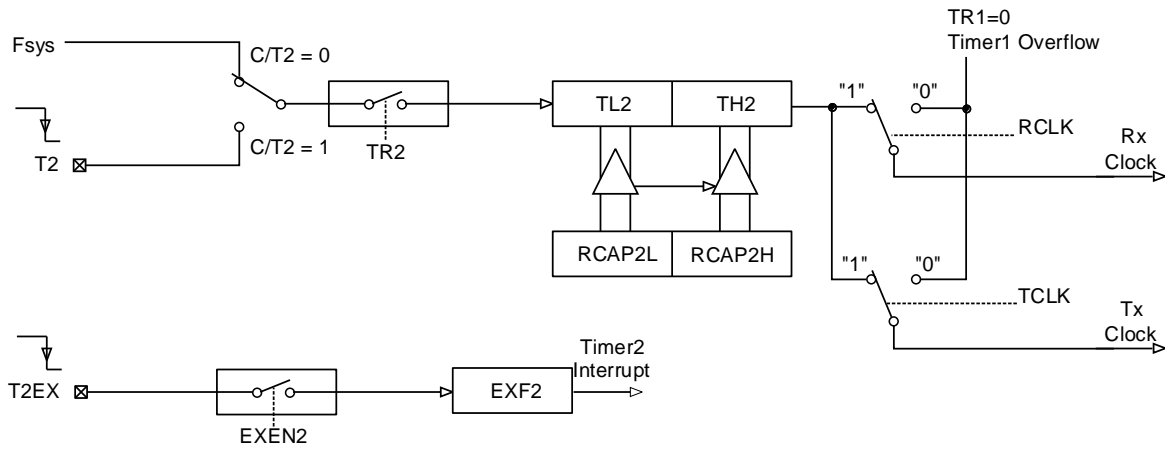 TR1=0
Timer1 Overflow
Fsys
C/T2 = 0
"1"
"0"
TL2
TH2
RCLK
Rx
Clock
T2
C/T2 = 1
TR2
RCAP2L
RCAP2H
"1"
"0"
TCLK
Tx
Clock
Timer2
Interrupt
T2EX
EXF2
EXEN2